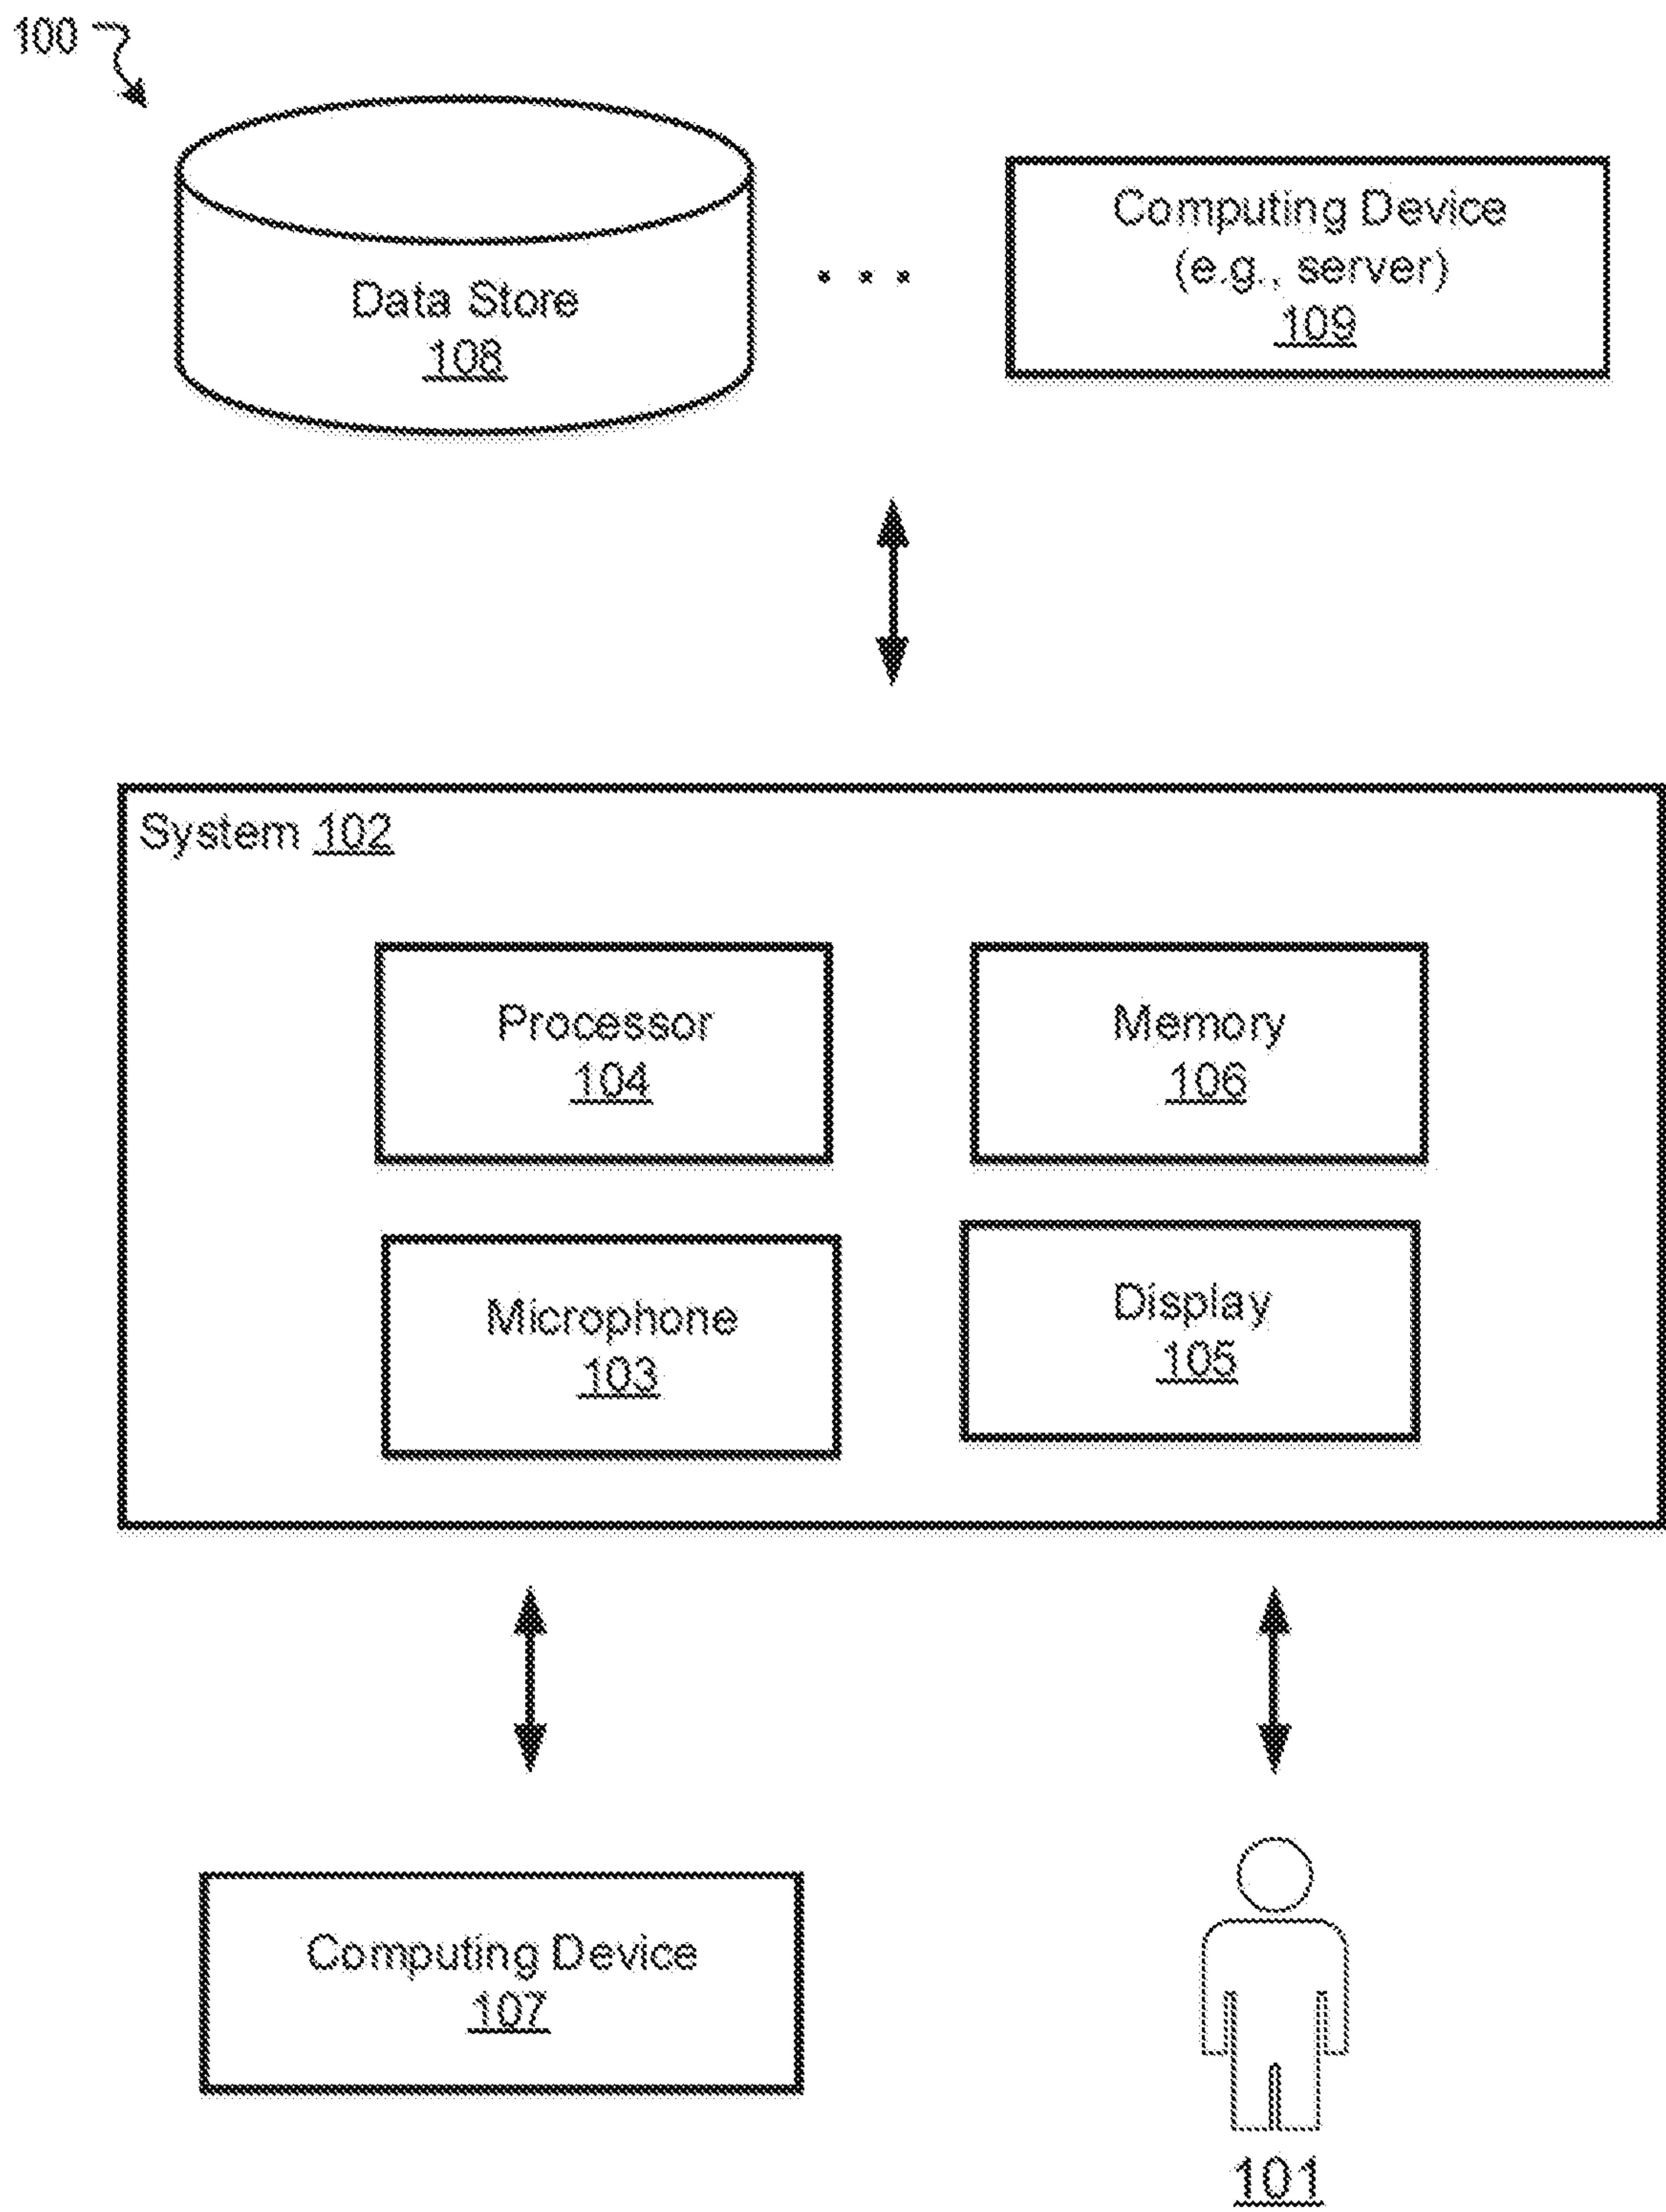 100
Data Store
108
. . .
Computing Device
(e.g., server)
109
System 102
Processor
104
Memory
106
Microphone
103
Display
105
Computing Device
107
101